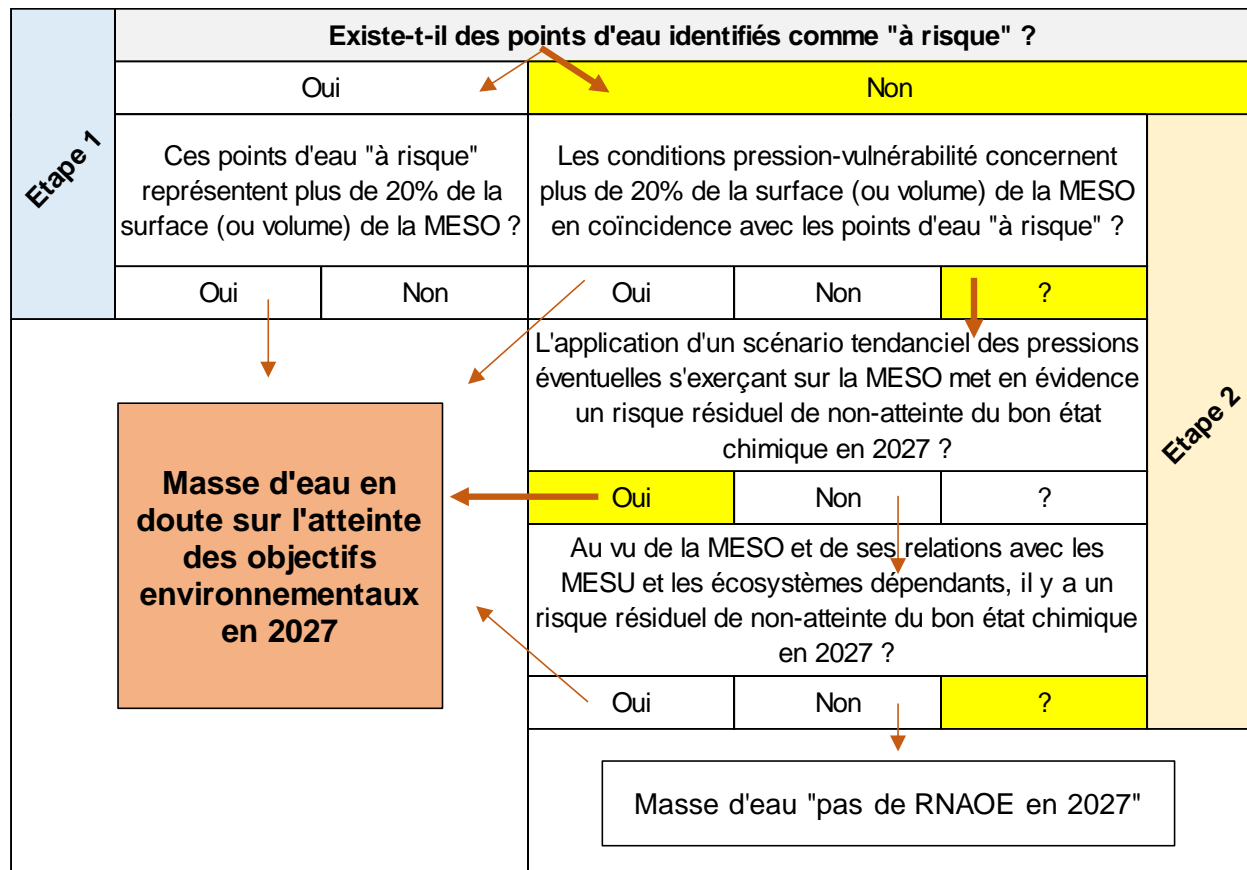 Existe-t-il des points d'eau identifiés comme "à risque" ?
Oui
Non
Etape 1
Ces points d'eau "à risque"
représentent plus de 20% de la
surface (ou volume) de la MESO ?
Les conditions pression-vulnérabilité concernent
plus de 20% de la surface (ou volume) de la MESO
en coïncidence avec les points d'eau "à risque" ?
Oui
Non
Oui
Non
?
Etape 2
L'application d'un scénario tendanciel des pressions
éventuelles s'exerçant sur la MESO met en évidence
un risque résiduel de non-atteinte du bon état
chimique en 2027 ?
Oui
Non
?
Masse d'eau en
doute sur l'atteinte
des objectifs
environnementaux
en 2027
Au vu de la MESO et de ses relations avec les
MESU et les écosystèmes dépendants, il y a un
risque résiduel de non-atteinte du bon état chimique
en 2027 ?
Oui
Non
?
Masse d'eau "pas de RNAOE en 2027"